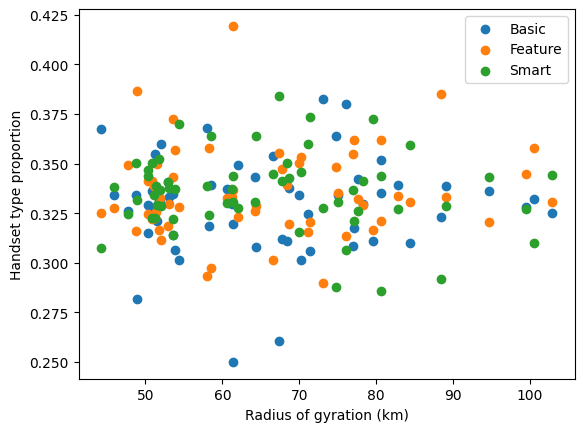 Basic
Feature
Smart
0.425
0.400
0.375
0.350
0.325
0.300
0.275
0.250
Handset type proportion
50 60 70 80 90 100
Radius of gyration (km)